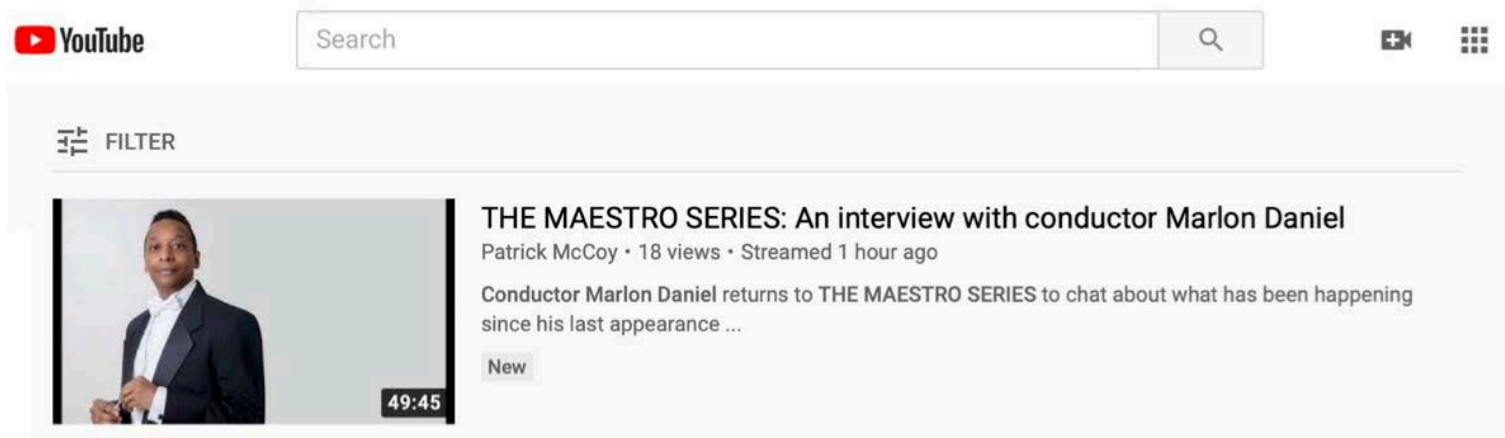 YouTube
Search
FILTER
THE MAESTRO SERIES: An interview with conductor Marlon Daniel
Patrick McCoy • 18 views • Streamed 1 hour ago
Conductor Marlon Daniel returns to THE MAESTRO SERIES to chat about what has been happening
since his last appearance ...
New
49:45